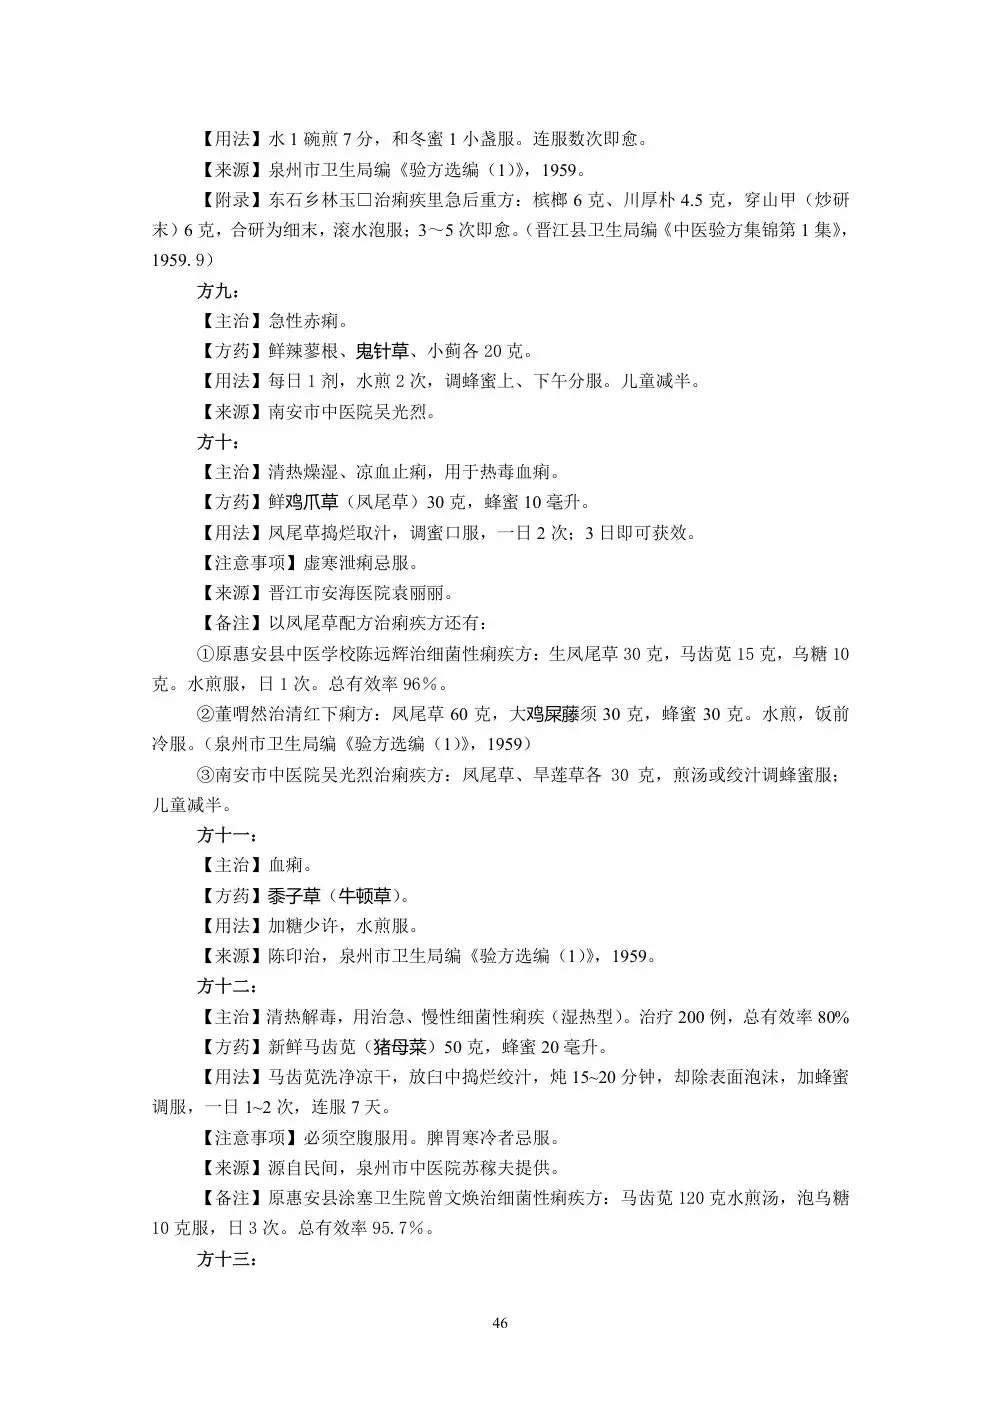 【用法】水 1 碗煎 7 分，和冬蜜 1 小盏服。连服数次即愈。
【来源】泉州市卫生局编《验方选编（1）》，1959。
【附录】东石乡林玉□治痢疾里急后重方：槟榔 6 克、川厚朴 4.5 克，穿山甲（炒研
末）6 克，合研为细末，滚水泡服；3～5 次即愈。（晋江县卫生局编《中医验方集锦第 1 集》，
1959.9）
方九：
【主治】急性赤痢。
【方药】鲜辣蓼根、鬼针草、小蓟各 20 克。
【用法】每日 1 剂，水煎 2 次，调蜂蜜上、下午分服。儿童减半。
【来源】南安市中医院吴光烈。
方十：
【主治】清热燥湿、凉血止痢，用于热毒血痢。
【方药】鲜鸡爪草（凤尾草）30 克，蜂蜜 10 毫升。
【用法】凤尾草捣烂取汁，调蜜口服，一日 2 次；3 日即可获效。
【注意事项】虚寒泄痢忌服。
【来源】晋江市安海医院袁丽丽。
【备注】以凤尾草配方治痢疾方还有：
①原惠安县中医学校陈远辉治细菌性痢疾方：生凤尾草 30 克，马齿苋 15 克，乌糖 10
克。水煎服，日 1 次。总有效率 96％。
②董喟然治清红下痢方：凤尾草 60 克，大鸡屎藤须 30 克，蜂蜜 30 克。水煎，饭前
冷服。（泉州市卫生局编《验方选编（1）》，1959）
③南安市中医院吴光烈治痢疾方：凤尾草、旱莲草各 30 克，煎汤或绞汁调蜂蜜服；
儿童减半。
方十一：
【主治】血痢。
【方药】黍子草（牛顿草）。
【用法】加糖少许，水煎服。
【来源】陈印治，泉州市卫生局编《验方选编（1）》，1959。
方十二：
【主治】清热解毒，用治急、慢性细菌性痢疾（湿热型）。治疗 200 例，总有效率 80%
【方药】新鲜马齿苋（猪母菜）50 克，蜂蜜 20 毫升。
【用法】马齿苋洗净凉干，放臼中捣烂绞汁，炖 15~20 分钟，却除表面泡沫，加蜂蜜
调服，一日 1~2 次，连服 7 天。
【注意事项】必须空腹服用。脾胃寒冷者忌服。
【来源】源自民间，泉州市中医院苏稼夫提供。
【备注】原惠安县涂塞卫生院曾文焕治细菌性痢疾方：马齿苋 120 克水煎汤，泡乌糖
10 克服，日 3 次。总有效率 95.7％。
方十三：
46